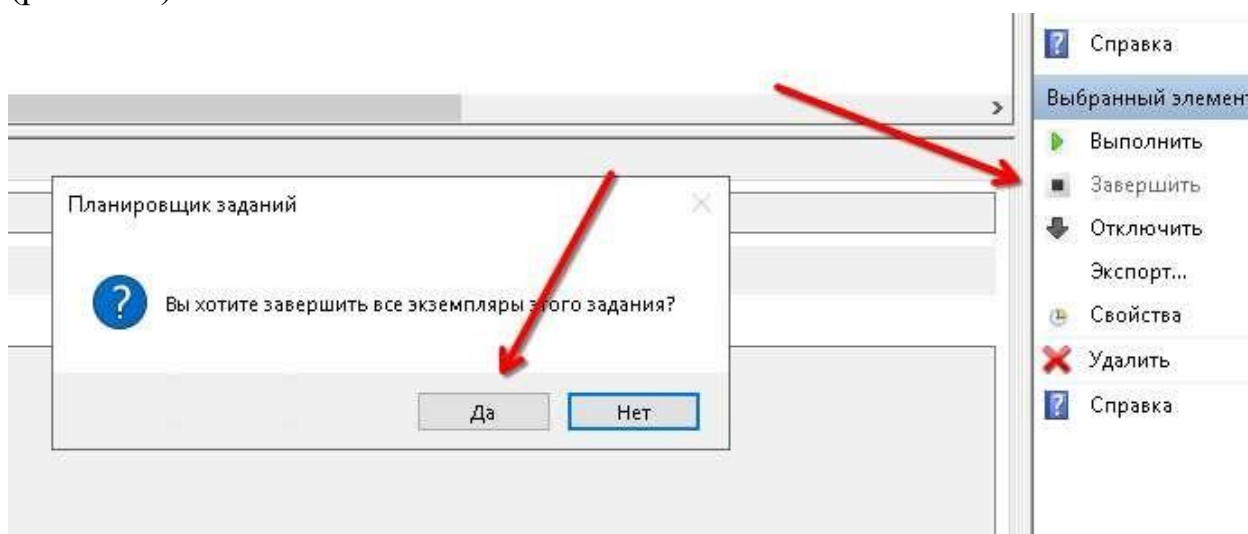 Справка
Выбранный элемент
Выполнить
Завершить
Отключить
Экспорт...
Свойства
Удалить
Справка
Планировщик заданий
Вы хотите завершить все экземпляры этого задания?
Да
Нет